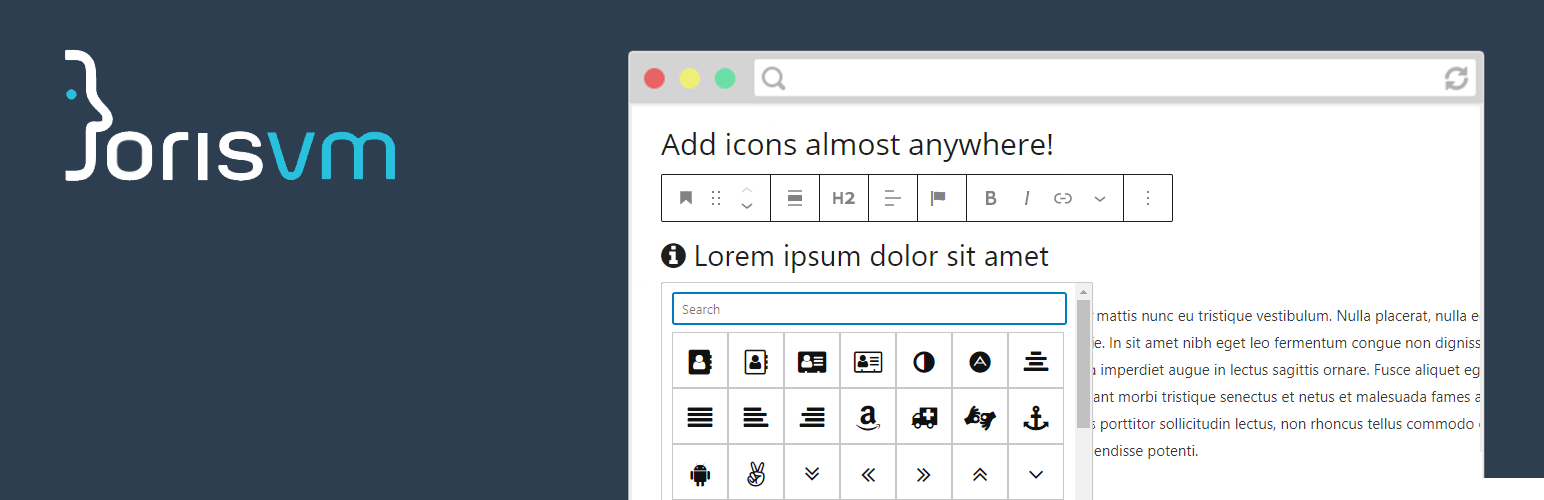 Jorisvm
Add icons almost anywhere!
H2 B I
Lorem ipsum dolor sit amet
Search
mattis nunc eu tristique vestibulum. Nulla placerat, nulla e
e. In sit amet nibh eget leo fermentum congue non digniss
imperdiet augue in lectus sagittis ornare. Fusce aliquet eg
ant morbi tristique senectus et netus et malesuada fames a
s porttitor sollicitudin lectus, non rhoncus tellus commodo
endisse potenti.